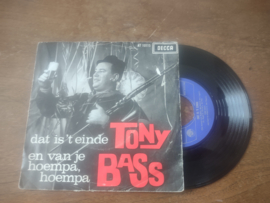 DECCA
dat is 't einde
TONY
en van je
hoempa,
hoempa
BASS